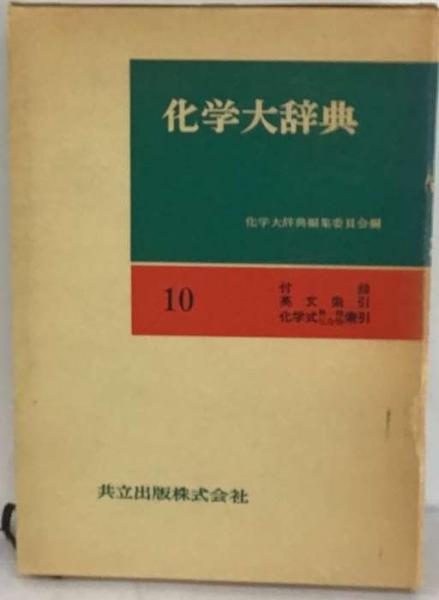 化学大辞典
化学大辞典編集委員会編
10
付録
英文索引
化学式索引
共立出版株式会社